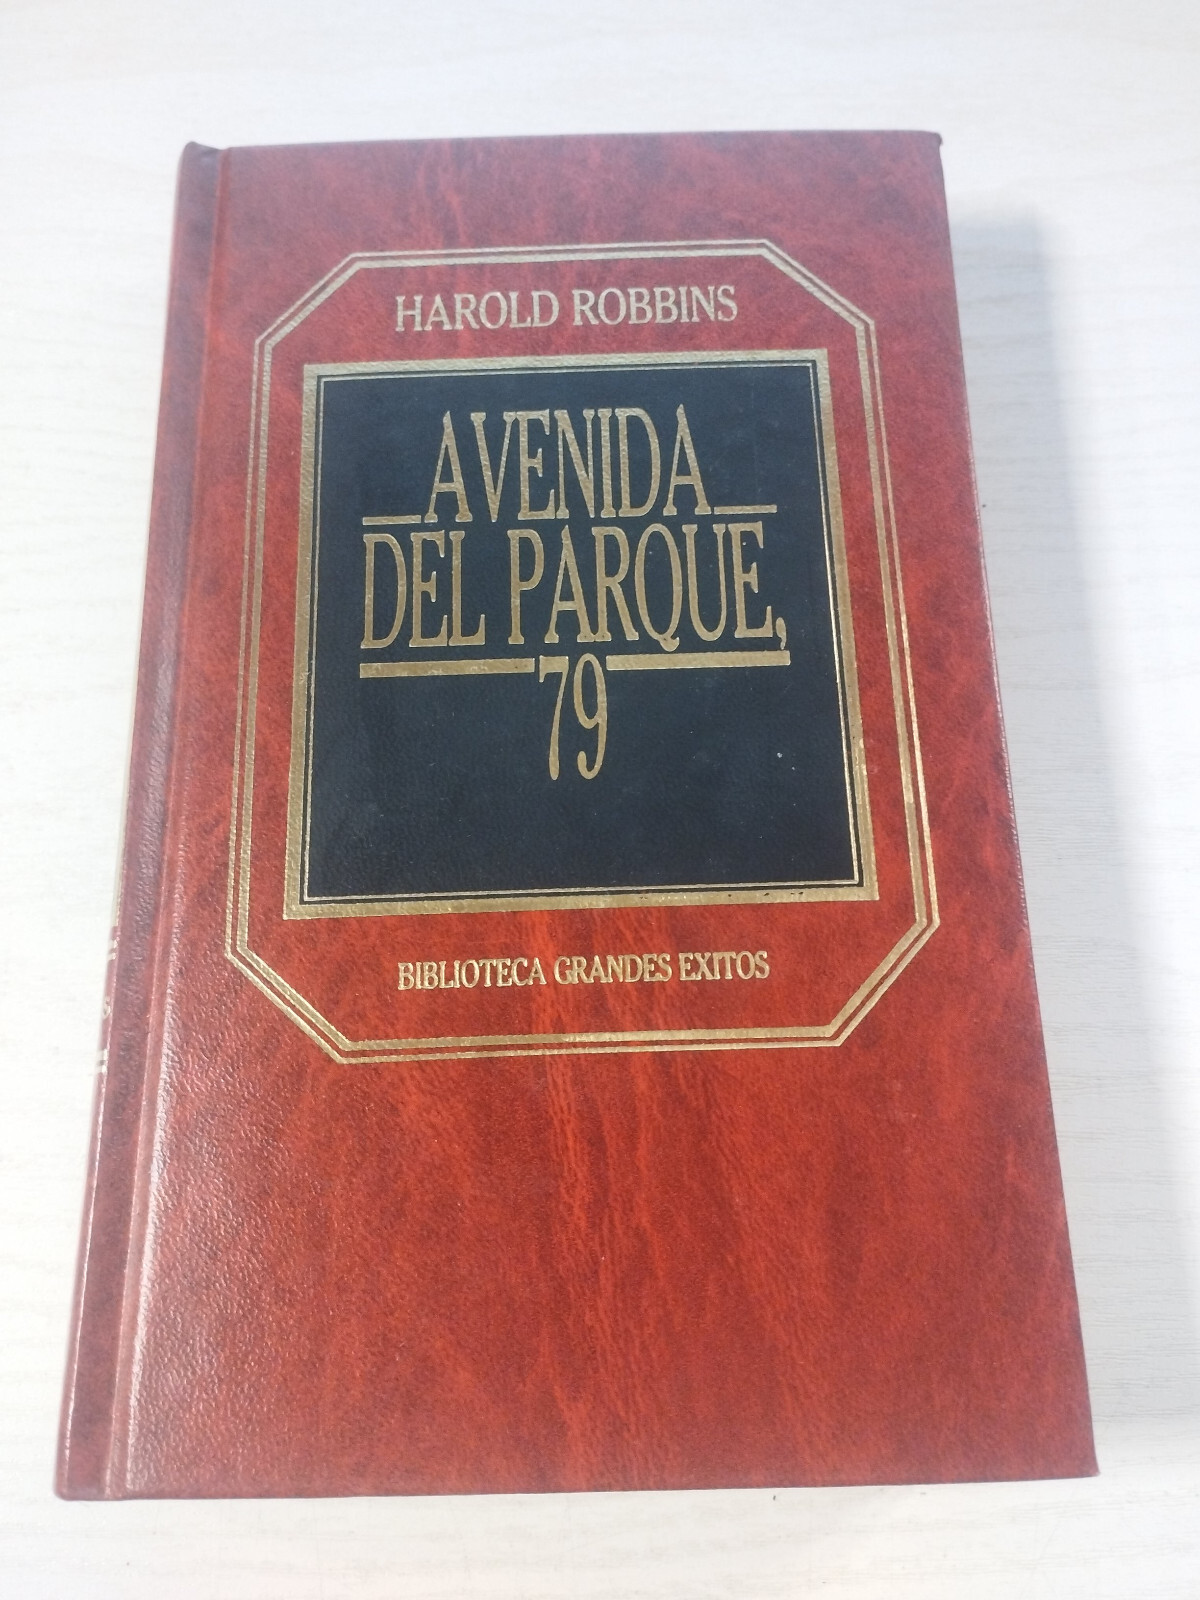 HAROLD ROBBINS
AVENIDA
DEL PARQUE,
79
BIBLIOTECA GRANDES EXITOS